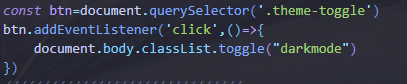 const btn=document.querySelector('.theme-toggle')
btn.addEventListener('click',()=>{
    document.body.classList.toggle("darkmode")
})